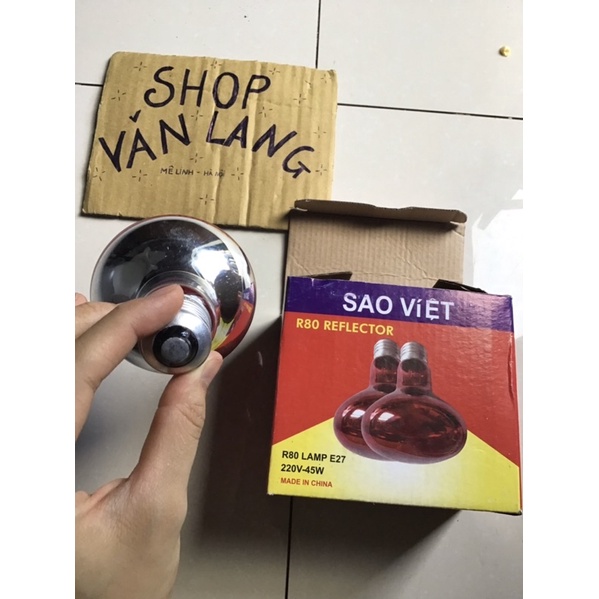 SHOP
VĂN LANG
MÊ LINH - HÀ NỘI
SAO VIỆT
R80 REFLECTOR
R80 LAMP E27
220V-45W
MADE IN CHINA